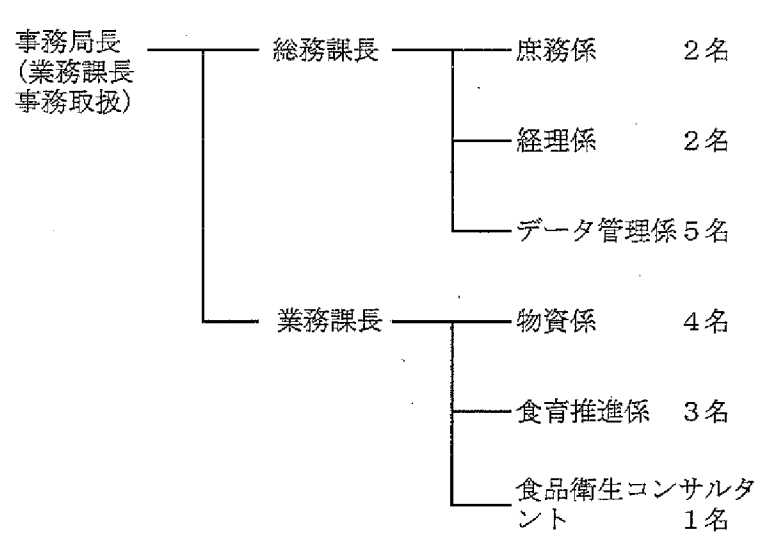 事務局長
(業務課長
事務取扱)
総務課長
庶務係 2名
経理係 2名
データ管理係5名
業務課長
物資係 4名
食育推進係 3名
食品衛生コンサルタ
ント 1名